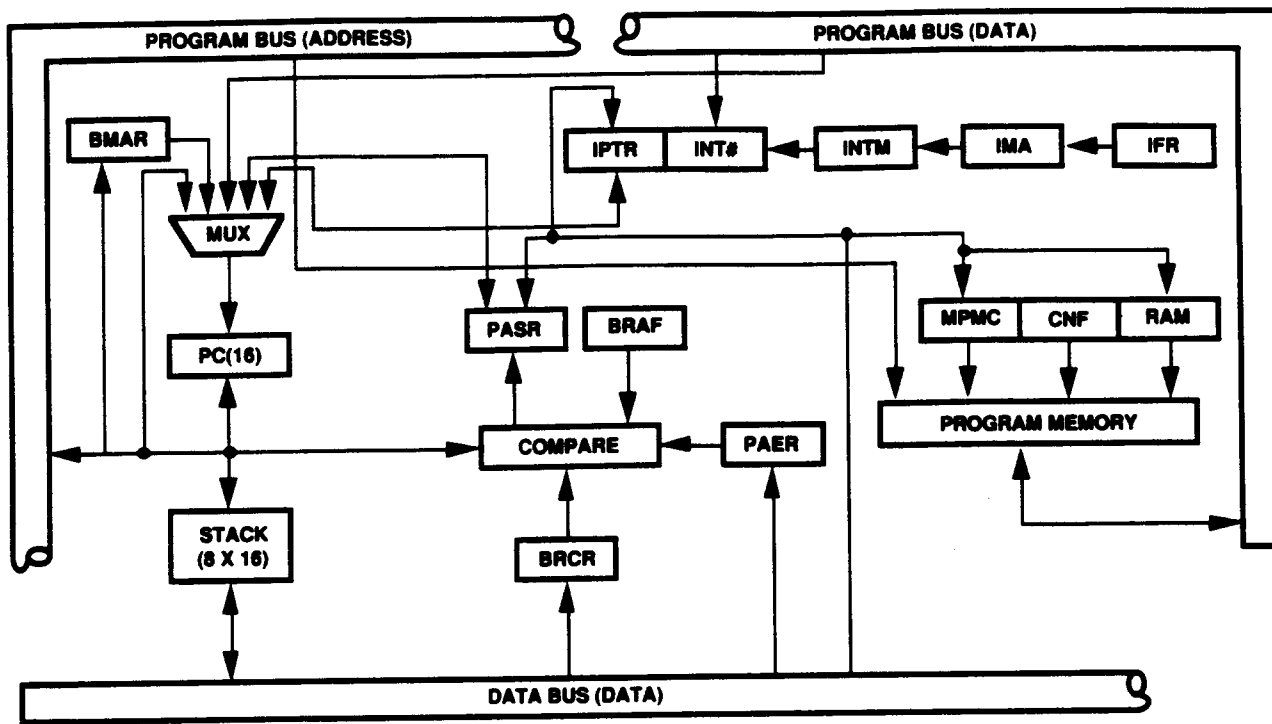 PROGRAM BUS (ADDRESS)
PROGRAM BUS (DATA)
BMAR
IPTR
INT#
INTM
IMA
IFR
MUX
PASR
BRAF
MPMC
CNF
RAM
PC(16)
PROGRAM MEMORY
COMPARE
PAER
STACK
(8 X 16)
BRCR
DATA BUS (DATA)